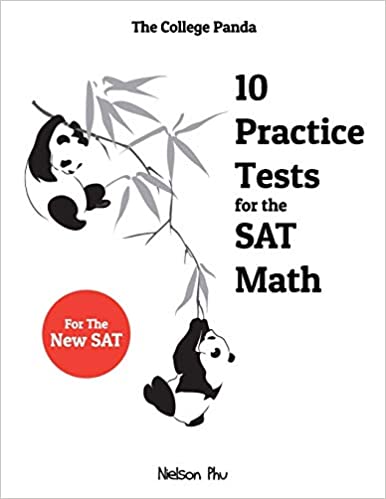 The College Panda
10
Practice
Tests
for the
SAT
Math
For The
New SAT
Nielson Phu